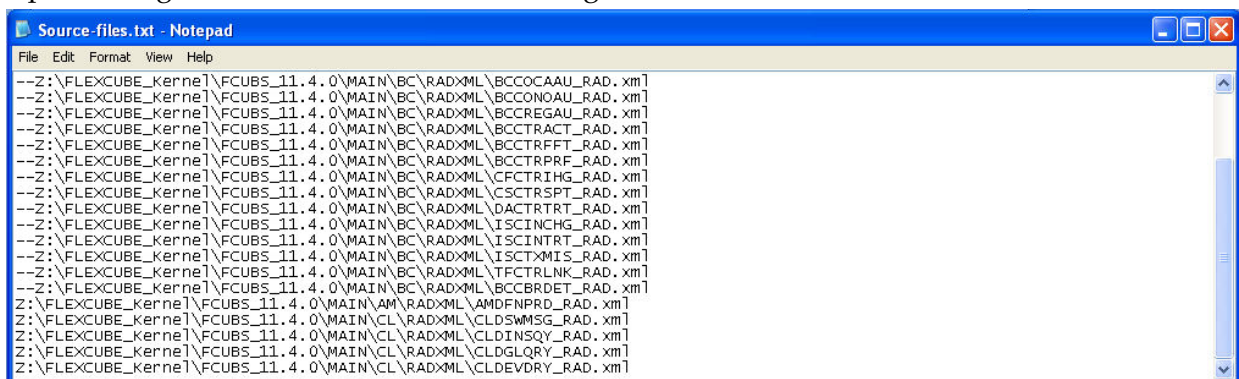 Source-files.txt - Notepad
File Edit Format View Help
--Z:\FLEXCUBE_Kernel\FCUBS_11.4.0\MAIN\BC\RADXML\BCCOCAAU_RAD.xml
--Z:\FLEXCUBE_Kernel\FCUBS_11.4.0\MAIN\BC\RADXML\BCCONOAU_RAD.xml
--Z:\FLEXCUBE_Kernel\FCUBS_11.4.0\MAIN\BC\RADXML\BCCREGAU_RAD.xml
--Z:\FLEXCUBE_Kernel\FCUBS_11.4.0\MAIN\BC\RADXML\BCCTRACT_RAD.xml
--Z:\FLEXCUBE_Kernel\FCUBS_11.4.0\MAIN\BC\RADXML\BCCTRFFT_RAD.xml
--Z:\FLEXCUBE_Kernel\FCUBS_11.4.0\MAIN\BC\RADXML\BCCTRPRF_RAD.xml
--Z:\FLEXCUBE_Kernel\FCUBS_11.4.0\MAIN\BC\RADXML\CFCTRIHG_RAD.xml
--Z:\FLEXCUBE_Kernel\FCUBS_11.4.0\MAIN\BC\RADXML\CSCTRSPT_RAD.xml
--Z:\FLEXCUBE_Kernel\FCUBS_11.4.0\MAIN\BC\RADXML\DACTRTRT_RAD.xml
--Z:\FLEXCUBE_Kernel\FCUBS_11.4.0\MAIN\BC\RADXML\ISCINCHG_RAD.xml
--Z:\FLEXCUBE_Kernel\FCUBS_11.4.0\MAIN\BC\RADXML\ISCINTRT_RAD.xml
--Z:\FLEXCUBE_Kernel\FCUBS_11.4.0\MAIN\BC\RADXML\ISCTXMIS_RAD.xml
--Z:\FLEXCUBE_Kernel\FCUBS_11.4.0\MAIN\BC\RADXML\TFCTRLNK_RAD.xml
--Z:\FLEXCUBE_Kernel\FCUBS_11.4.0\MAIN\BC\RADXML\BCCBRDET_RAD.xml
Z:\FLEXCUBE_Kernel\FCUBS_11.4.0\MAIN\AM\RADXML\AMDFNPRD_RAD.xml
Z:\FLEXCUBE_Kernel\FCUBS_11.4.0\MAIN\CL\RADXML\CLDSWMSG_RAD.xml
Z:\FLEXCUBE_Kernel\FCUBS_11.4.0\MAIN\CL\RADXML\CLDINSQY_RAD.xml
Z:\FLEXCUBE_Kernel\FCUBS_11.4.0\MAIN\CL\RADXML\CLDGLQRY_RAD.xml
Z:\FLEXCUBE_Kernel\FCUBS_11.4.0\MAIN\CL\RADXML\CLDEVDRY_RAD.xml